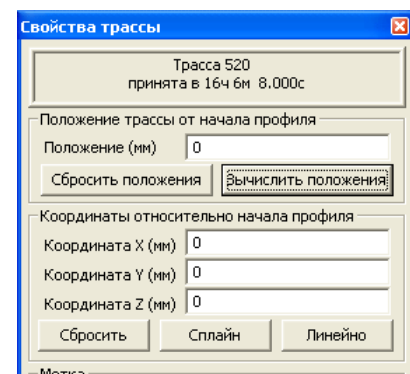 Свойства трассы
Трасса 520
принята в 16ч 6м 8.000с
Положение трассы от начала профиля
Положение (мм) 0
Сбросить положения Вычислить положения
Координаты относительно начала профиля
Координата X (мм) 0
Координата Y (мм) 0
Координата Z (мм) 0
Сбросить Сплайн Линейно
Метка